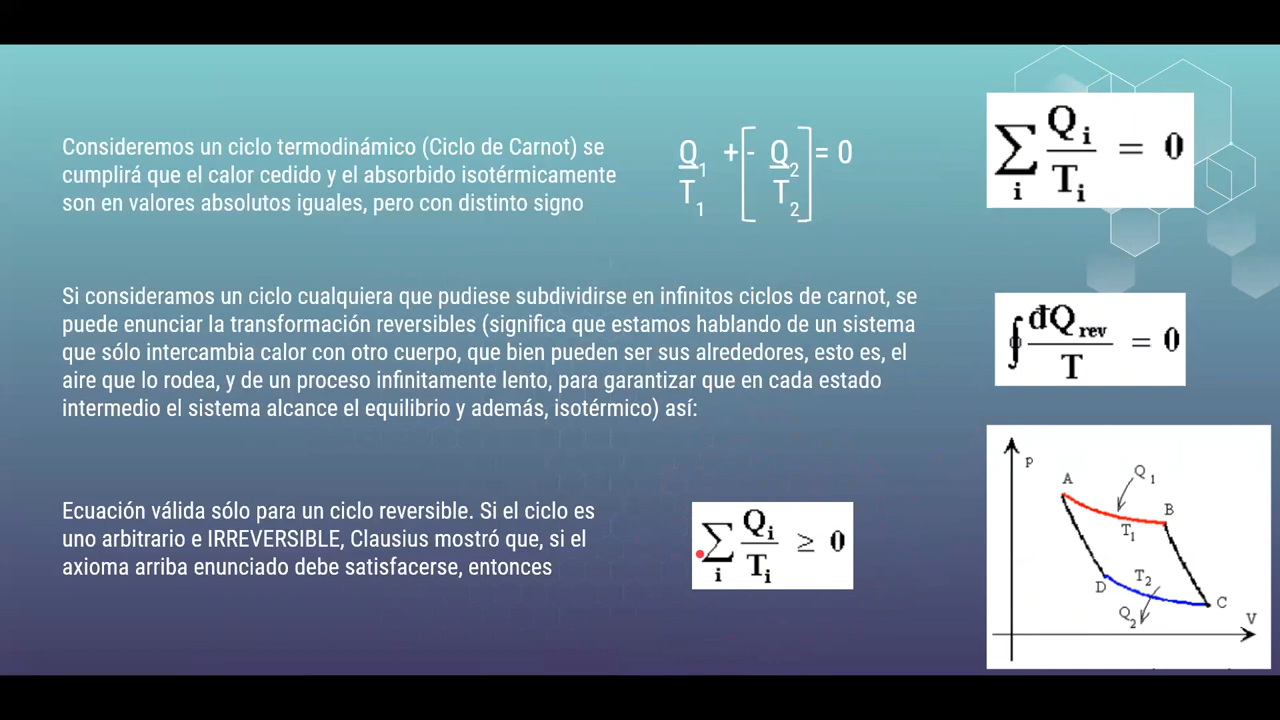 Consideremos un ciclo termodinámico (Ciclo de Carnot) se
cumplirá que el calor cedido y el absorbido isotérmicamente
son en valores absolutos iguales, pero con distinto signo
Q₁/T₁ + [- Q₂/T₂] = 0
∑ᵢ Qᵢ/Tᵢ = 0
Si consideramos un ciclo cualquiera que pudiese subdividirse en infinitos ciclos de carnot, se
puede enunciar la transformación reversibles (significa que estamos hablando de un sistema
que sólo intercambia calor con otro cuerpo, que bien pueden ser sus alrededores, esto es, el
aire que lo rodea, y de un proceso infinitamente lento, para garantizar que en cada estado
intermedio el sistema alcance el equilibrio y además, isotérmico) así:
∮ đQ rev / T = 0
Ecuación válida sólo para un ciclo reversible. Si el ciclo es
uno arbitrario e IRREVERSIBLE, Clausius mostró que, si el
axioma arriba enunciado debe satisfacerse, entonces
∑ᵢ Qᵢ/Tᵢ ≥ 0
P
A
Q₁
B
T₁
T₂
D
Q₂
C
V